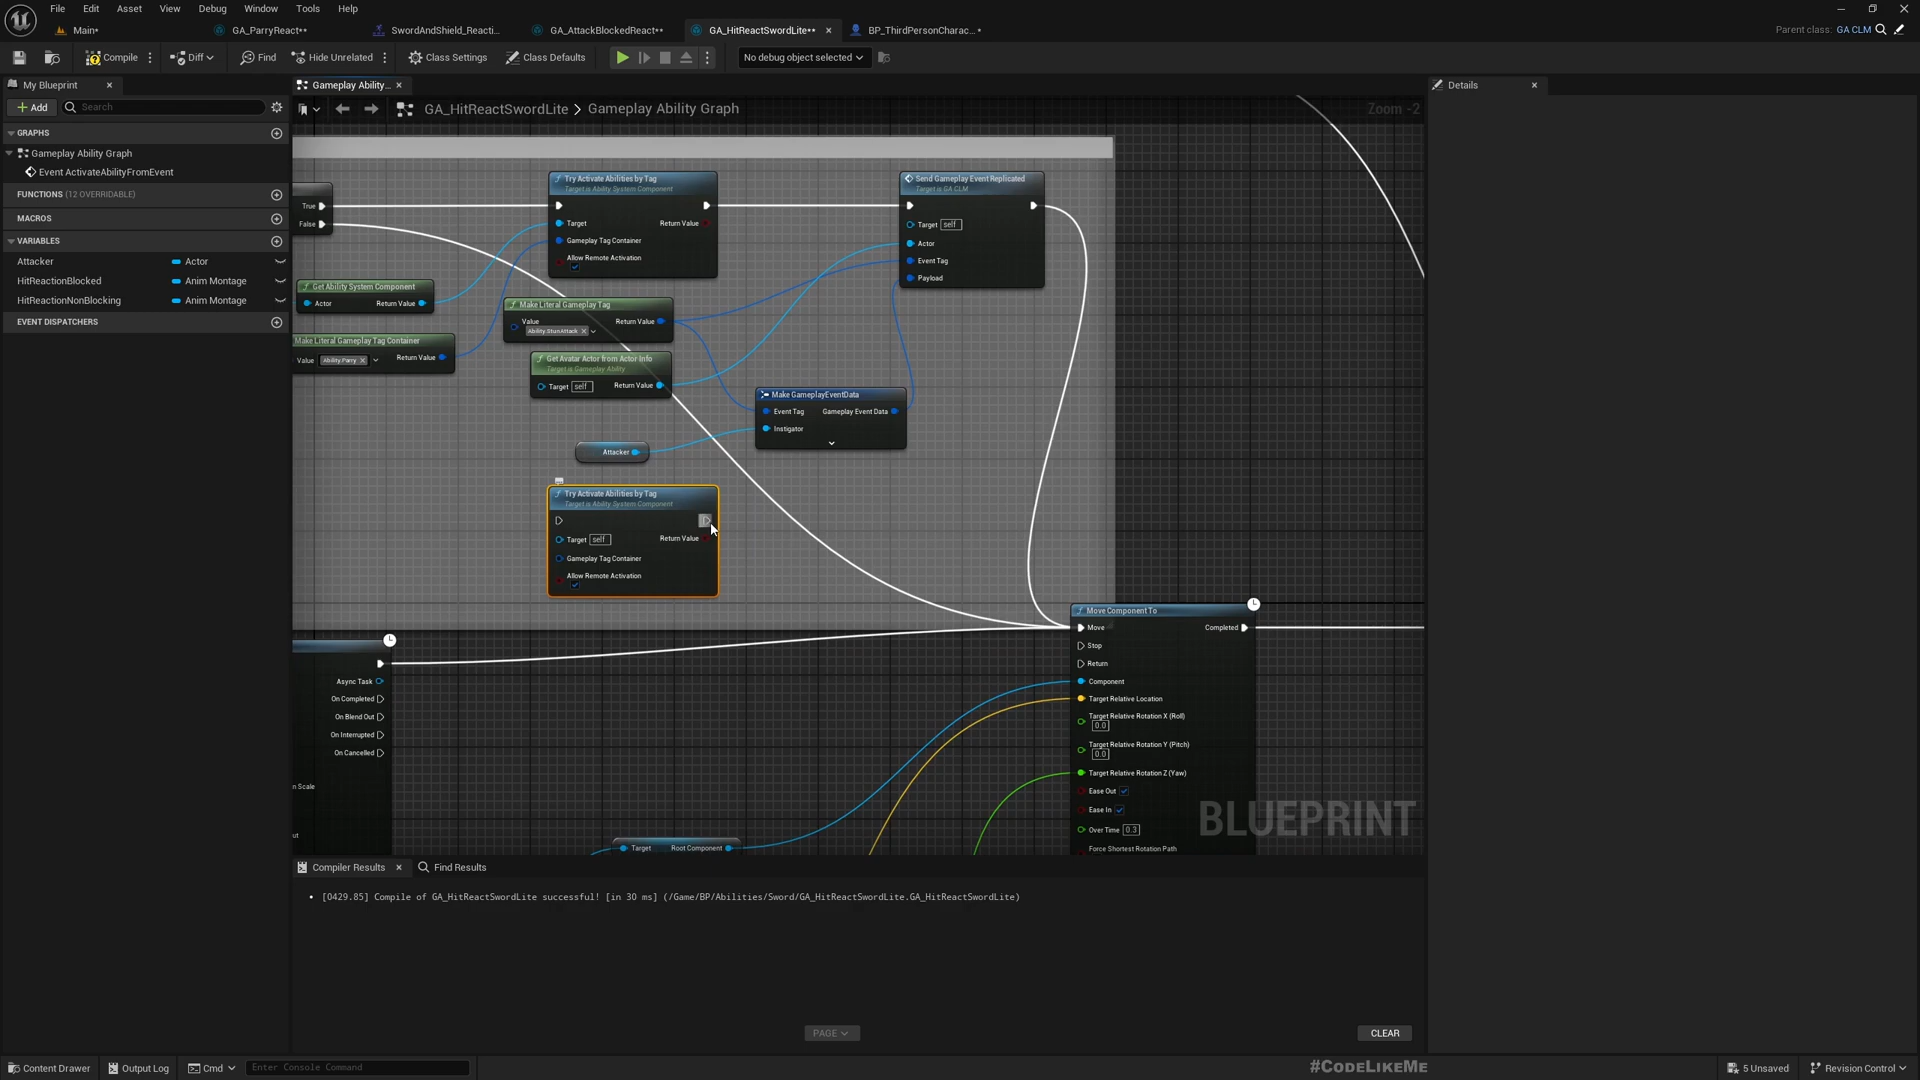 File Edit Asset View Debug Window Tools Help
Main* GA_ParryReact** SwordAndShield_Reacti... GA_AttackBlockedReact** GA_HitReactSwordLite** BP_ThirdPersonCharac...* Parent class: GA CLM
Compile Diff Find Hide Unrelated Class Settings Class Defaults No debug object selected
My Blueprint
Add Search
GRAPHS
Gameplay Ability Graph
Event ActivateAbilityFromEvent
FUNCTIONS (12 OVERRIDABLE)
MACROS
VARIABLES
Attacker Actor
HitReactionBlocked Anim Montage
HitReactionNonBlocking Anim Montage
EVENT DISPATCHERS
Gameplay Ability...
GA_HitReactSwordLite > Gameplay Ability Graph Zoom -2
True
False
Try Activate Abilities by Tag
Target is Ability System Component
Target Return Value
Gameplay Tag Container
Allow Remote Activation
Send Gameplay Event Replicated
Target is GA CLM
Target self
Actor
Event Tag
Payload
Get Ability System Component
Actor Return Value
Make Literal Gameplay Tag
Value Return Value
Ability.StunAttack
Make Literal Gameplay Tag Container
Value Ability.Parry Return Value
Get Avatar Actor from Actor Info
Target is Gameplay Ability
Target self Return Value
Make GameplayEventData
Event Tag Gameplay Event Data
Instigator
Attacker
Try Activate Abilities by Tag
Target is Ability System Component
Target self Return Value
Gameplay Tag Container
Allow Remote Activation
Async Task
On Completed
On Blend Out
On Interrupted
On Cancelled
n Scale
ut
Target Root Component
Move Component To
Move Completed
Stop
Return
Component
Target Relative Location
Target Relative Rotation X (Roll)
0.0
Target Relative Rotation Y (Pitch)
0.0
Target Relative Rotation Z (Yaw)
Ease Out
Ease In
Over Time 0.3
Force Shortest Rotation Path
BLUEPRINT
Details
Compiler Results Find Results
[0429.85] Compile of GA_HitReactSwordLite successful! [in 30 ms] (/Game/BP/Abilities/Sword/GA_HitReactSwordLite.GA_HitReactSwordLite)
PAGE CLEAR
Content Drawer Output Log Cmd Enter Console Command #CODELIKEME 5 Unsaved Revision Control